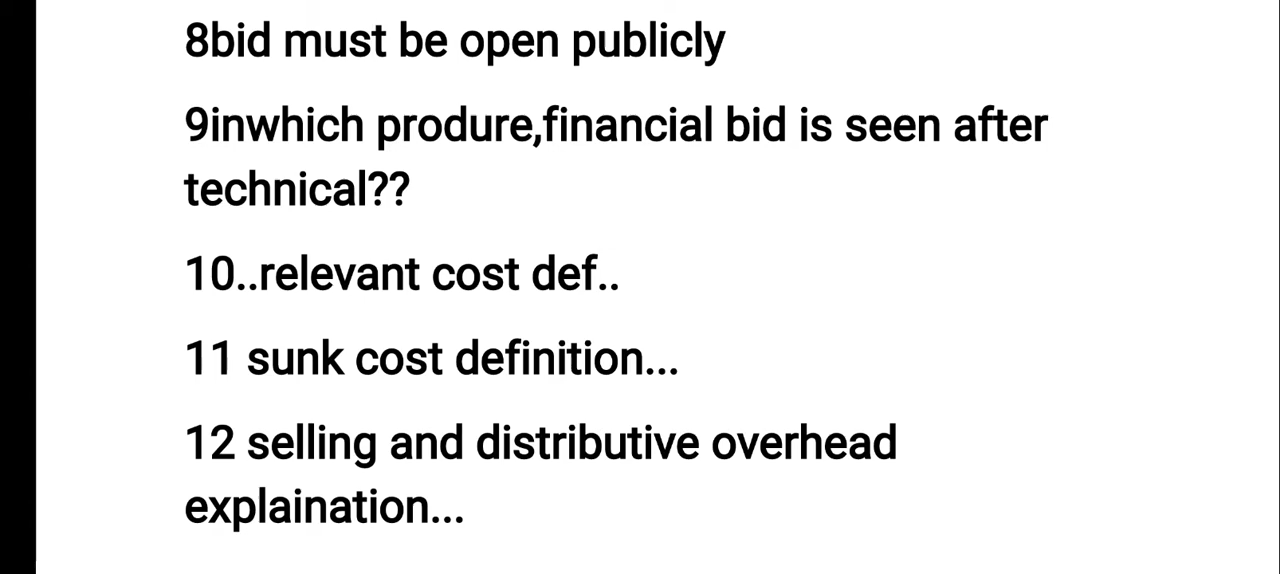 8bid must be open publicly
9inwhich produre,financial bid is seen after
technical??
10..relevant cost def..
11 sunk cost definition...
12 selling and distributive overhead
explaination...